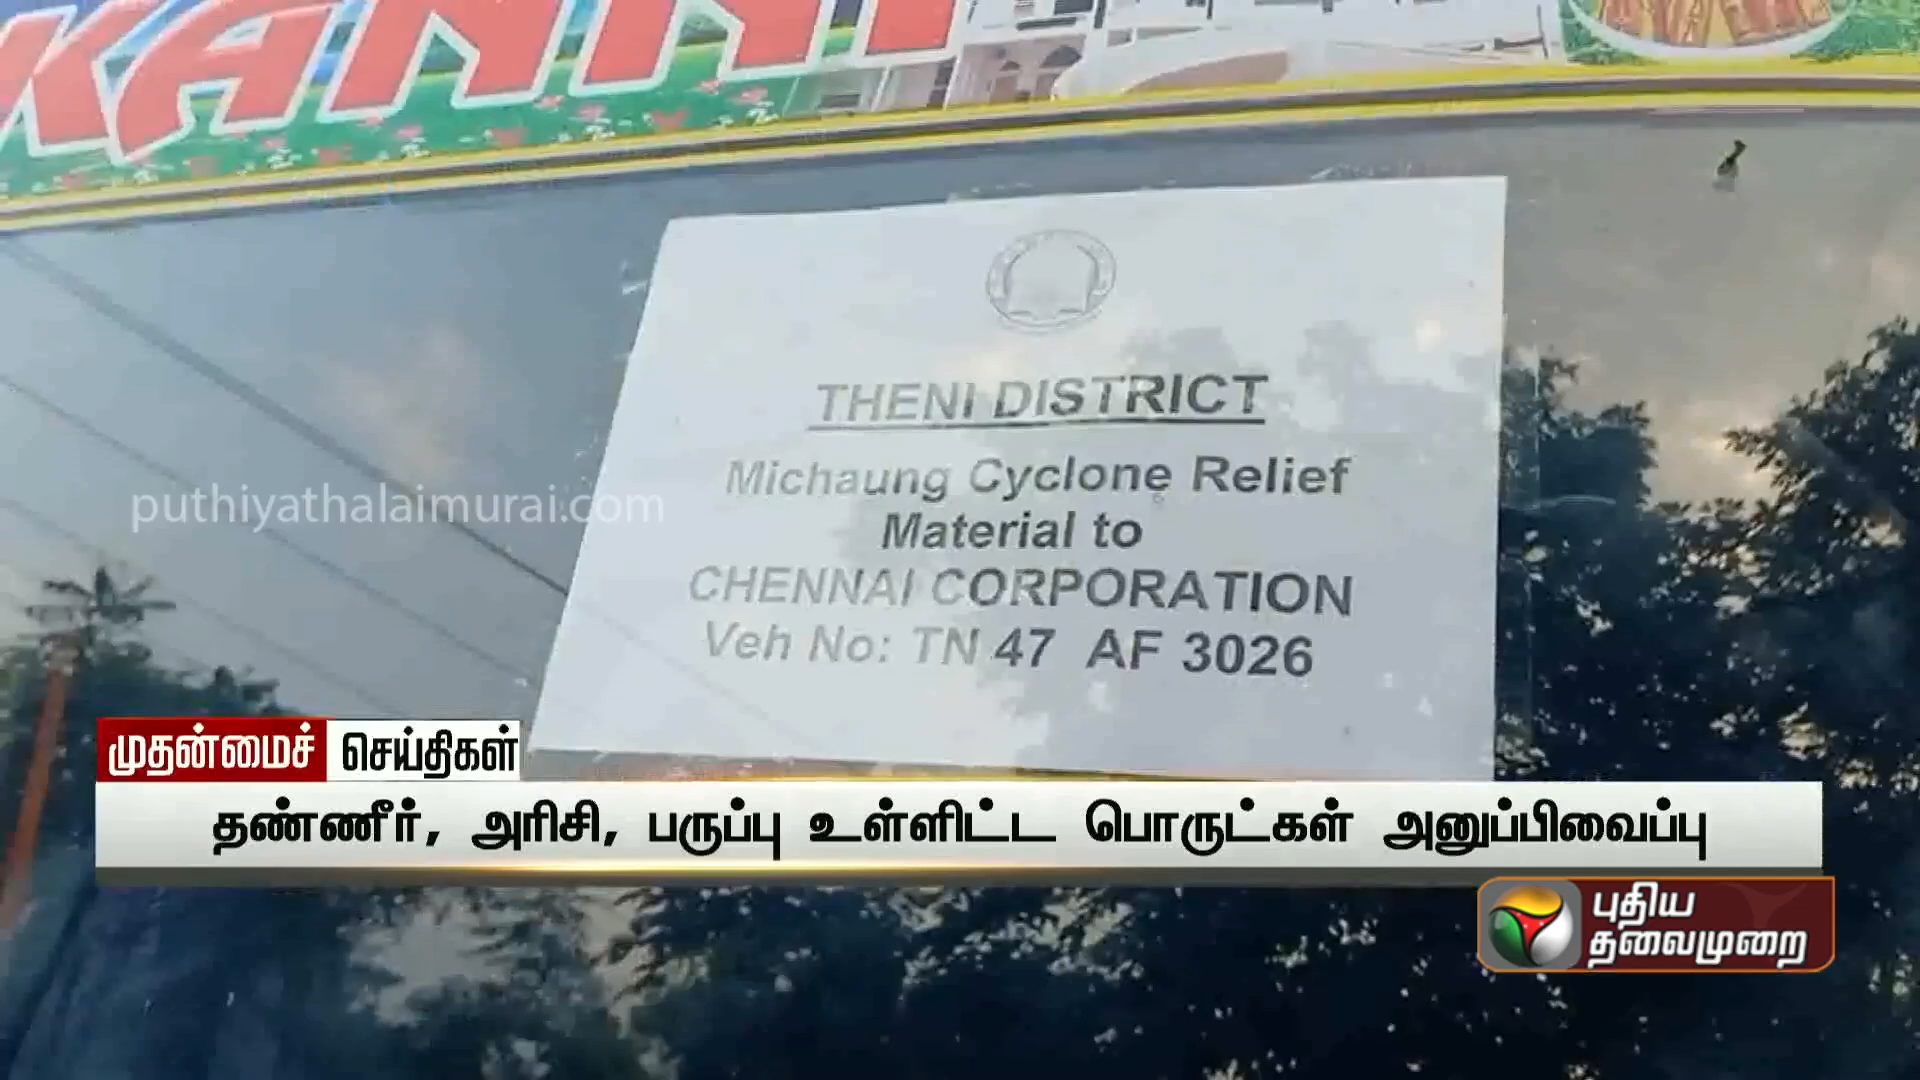 KANNI
THENI DISTRICT
Michaung Cyclone Relief
Material to
CHENNAI CORPORATION
Veh No: TN 47 AF 3026
puthiyathalaimurai.com
முதன்மைச் செய்திகள்
தண்ணீர், அரிசி, பருப்பு உள்ளிட்ட பொருட்கள் அனுப்பிவைப்பு
புதிய
தலைமுறை